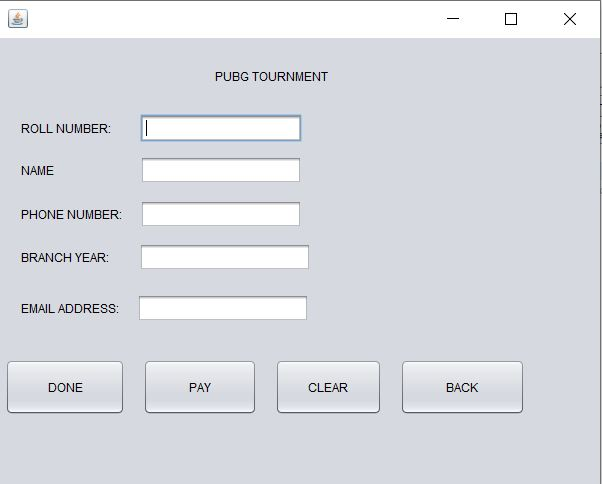 PUBG TOURNMENT
ROLL NUMBER:
NAME
PHONE NUMBER:
BRANCH YEAR:
EMAIL ADDRESS:
DONE PAY CLEAR BACK